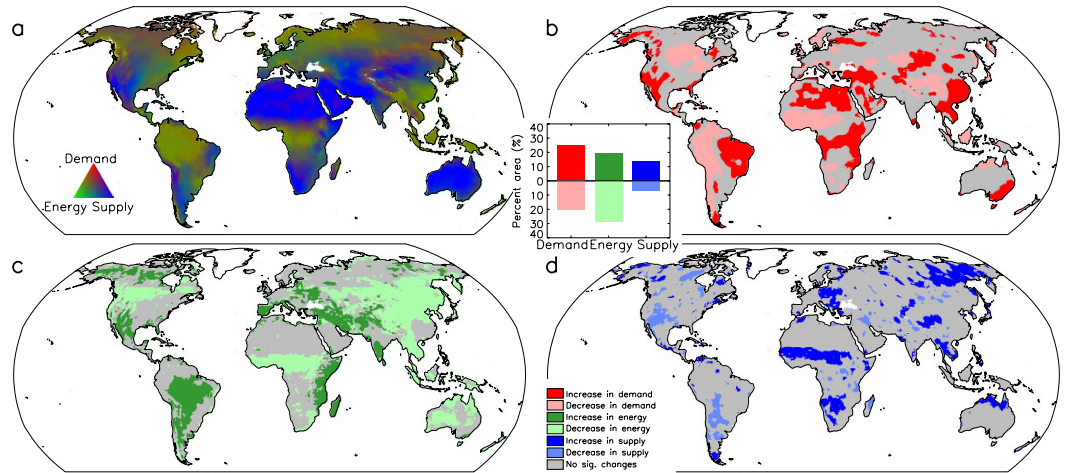 a
Demand
Energy Supply
b
40
30
20
10
0
10
20
30
40
Percent area (%)
Demand Energy Supply
c
d
Increase in demand
Decrease in demand
Increase in energy
Decrease in energy
Increase in supply
Decrease in supply
No sig. changes